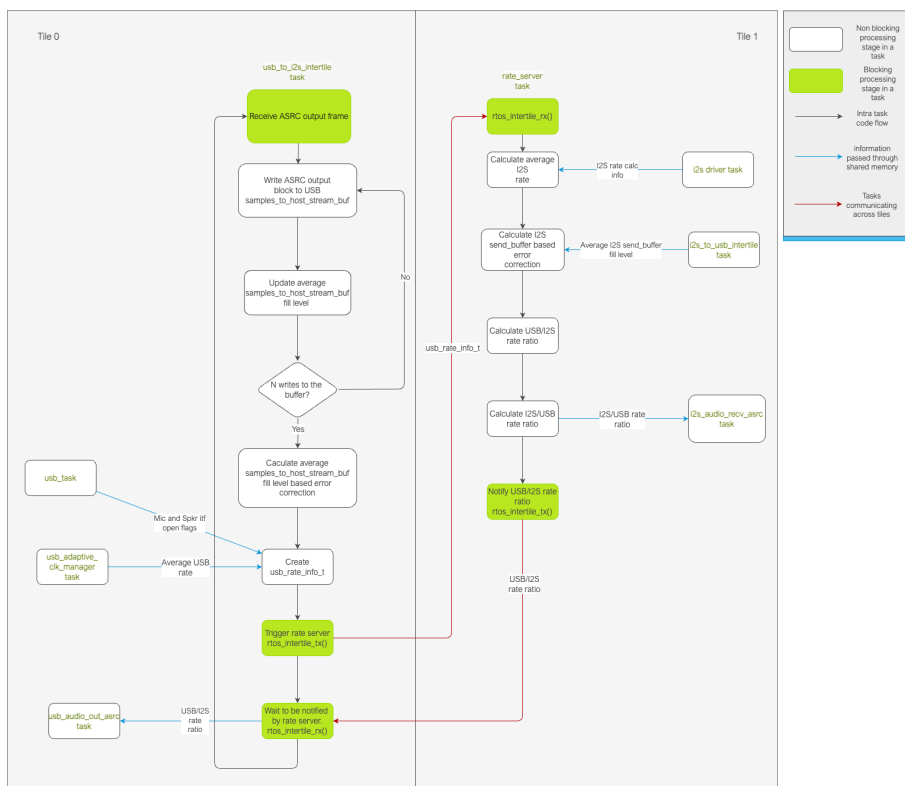 Tile 0
usb_to_i2s_intertile
task
Receive ASRC output frame
Write ASRC output
block to USB
samples_to_host_stream_buf
Update average
samples_to_host_stream_buf
fill level
No
N writes to the
buffer?
Yes
Caculate average
samples_to_host_stream_buf
fill level based error
correction
usb_task
Mic and Spkr itf
open flags
usb_adaptive_
clk_manager
task
Average USB
rate
Create
usb_rate_info_t
Trigger rate server
rtos_intertile_tx()
Wait to be notified
by rate server.
rtos_intertile_rx()
USB/I2S
rate
ratio
usb_audio_out_asrc
task
Tile 1
rate_server
task
rtos_intertile_rx()
Calculate average
I2S
rate
I2S rate calc
info
i2s driver task
Calculate I2S
send_buffer based
error
correction
Average I2S send_buffer
fill level
i2s_to_usb_intertile
task
usb_rate_info_t
Calculate USB/I2S
rate ratio
Calculate I2S/USB
rate ratio
I2S/USB rate
ratio
i2s_audio_recv_asrc
task
Notify USB/I2S rate
ratio
rtos_intertile_tx()
USB/I2S
rate ratio
Non blocking
processing
stage in a
task
Blocking
processing
stage in a
task
Intra task
code flow
information
passed through
shared memory
Tasks
communicating
across tiles